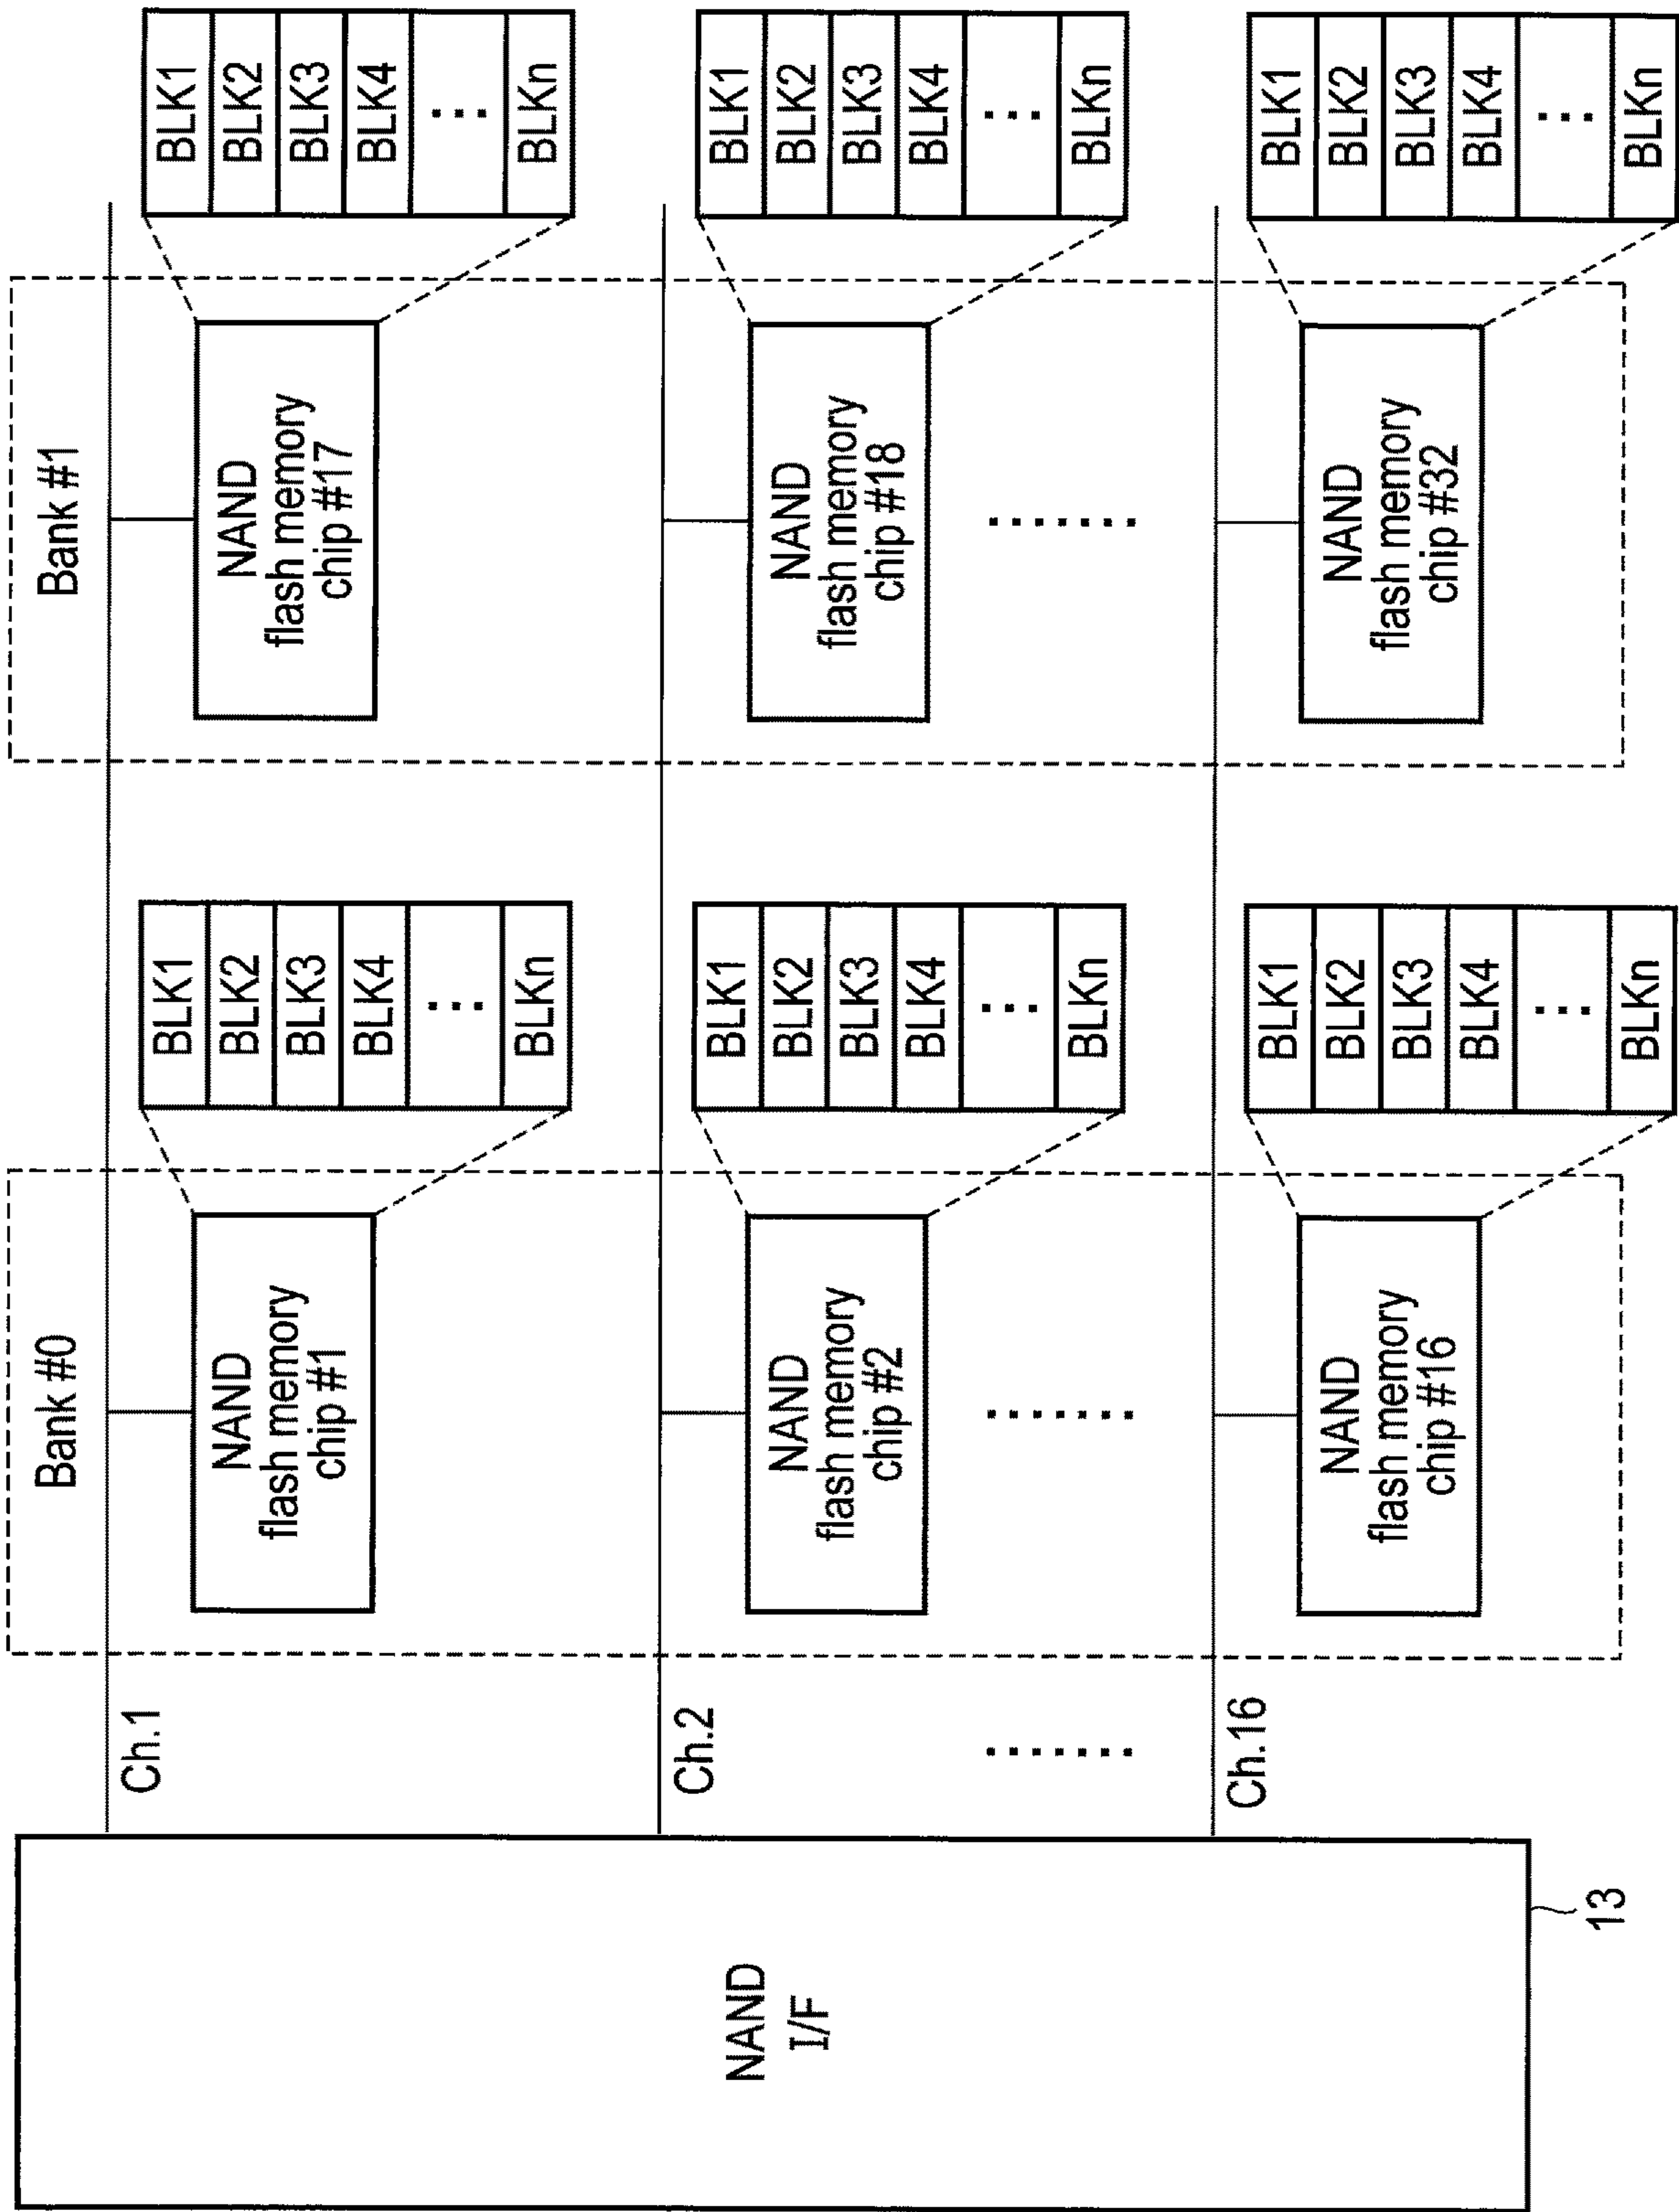 Bank #0
Bank #1
Ch.1
NAND
flash memory
chip #1
BLK1
BLK2
BLK3
BLK4
...
BLKn
NAND
flash memory
chip #17
BLK1
BLK2
BLK3
BLK4
...
BLKn
Ch.2
NAND
flash memory
chip #2
BLK1
BLK2
BLK3
BLK4
...
BLKn
NAND
flash memory
chip #18
BLK1
BLK2
BLK3
BLK4
...
BLKn
NAND
I/F
.......
.......
.......
Ch.16
NAND
flash memory
chip #16
BLK1
BLK2
BLK3
BLK4
...
BLKn
NAND
flash memory
chip #32
BLK1
BLK2
BLK3
BLK4
...
BLKn
13